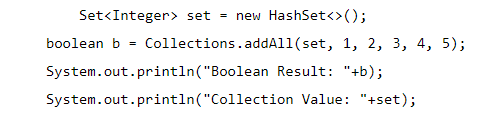 Set<Integer> set = new HashSet<>();
boolean b = Collections.addAll(set, 1, 2, 3, 4, 5);
System.out.println("Boolean Result: "+b);
System.out.println("Collection Value: "+set);